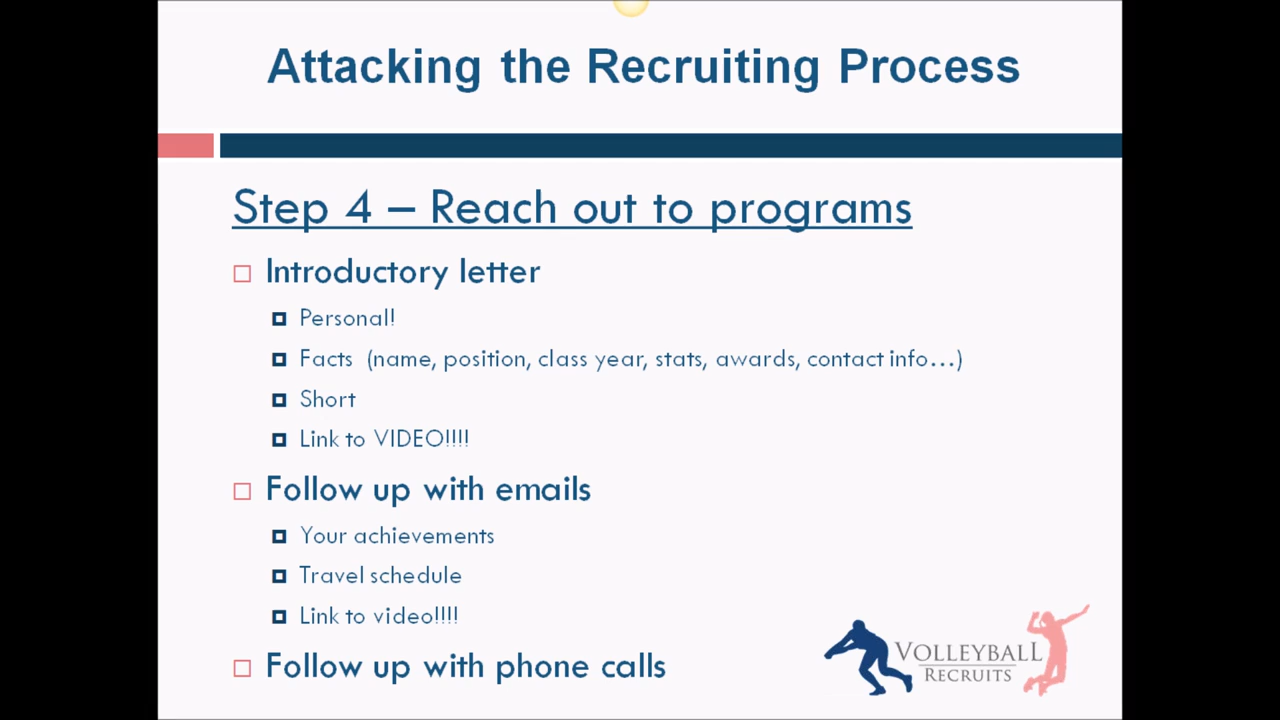 Attacking the Recruiting Process
Step 4 – Reach out to programs
Introductory letter
Personal!
Facts (name, position, class year, stats, awards, contact info…)
Short
Link to VIDEO!!!!
Follow up with emails
Your achievements
Travel schedule
Link to video!!!!
Follow up with phone calls
VOLLEYBALL
RECRUITS